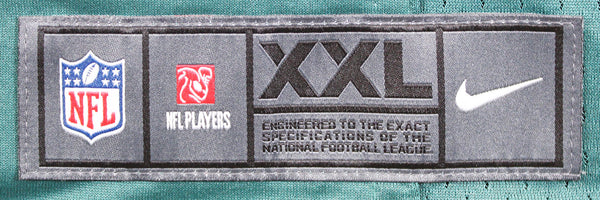 NFL
NFL PLAYERS
XXL
ENGINEERED TO THE EXACT
SPECIFICATIONS OF THE
NATIONAL FOOTBALL LEAGUE.